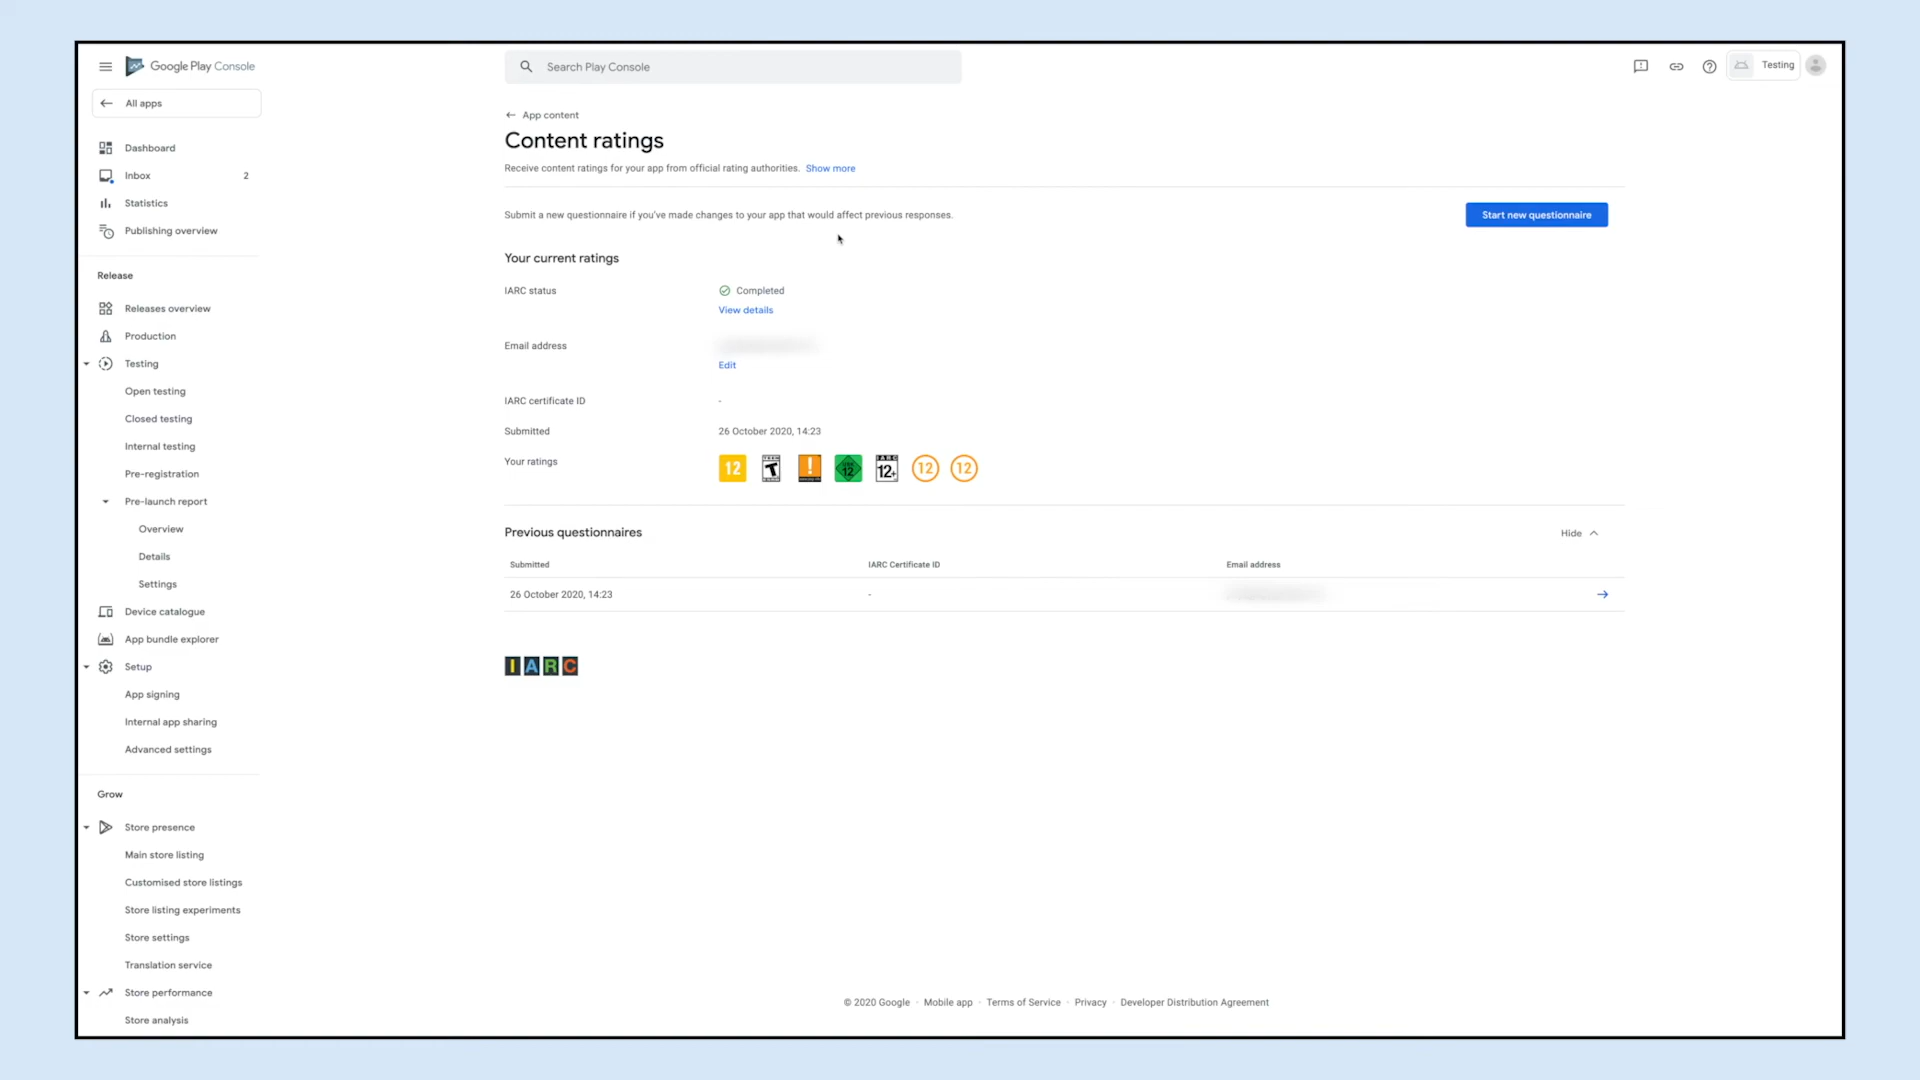 Google Play Console
Search Play Console
Testing
All apps
Dashboard
Inbox 2
Statistics
Publishing overview
Release
Releases overview
Production
Testing
Open testing
Closed testing
Internal testing
Pre-registration
Pre-launch report
Overview
Details
Settings
Device catalogue
App bundle explorer
Setup
App signing
Internal app sharing
Advanced settings
Grow
Store presence
Main store listing
Customised store listings
Store listing experiments
Store settings
Translation service
Store performance
Store analysis
App content
Content ratings
Receive content ratings for your app from official rating authorities. Show more
Submit a new questionnaire if you've made changes to your app that would affect previous responses.
Start new questionnaire
Your current ratings
IARC status Completed
View details
Email address
Edit
IARC certificate ID -
Submitted 26 October 2020, 14:23
Your ratings 12 TEEN T ! 12 IARC 12+ 12 12
Previous questionnaires Hide
Submitted IARC Certificate ID Email address
26 October 2020, 14:23 -
IARC
© 2020 Google · Mobile app · Terms of Service · Privacy · Developer Distribution Agreement